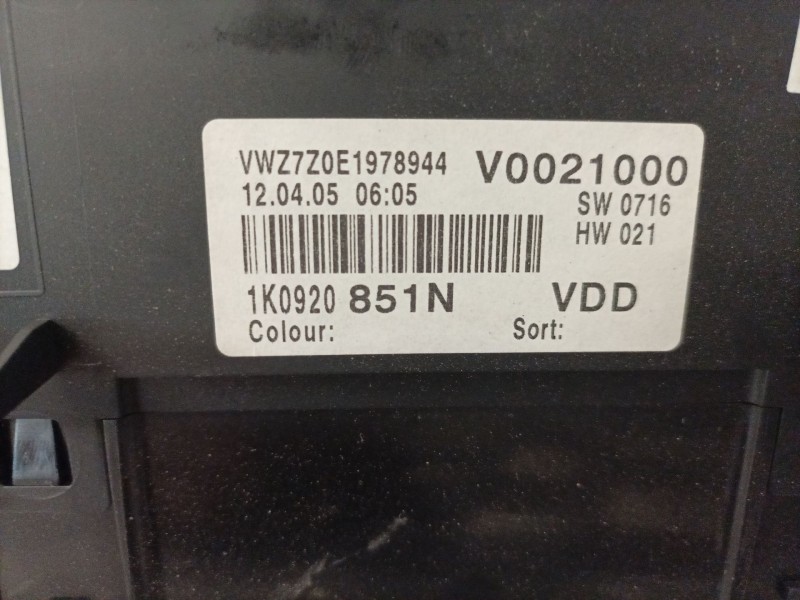 VWZ7Z0E1978944 V0021000
12.04.05 06:05 SW 0716
HW 021
1K0920 851N VDD
Colour: Sort: